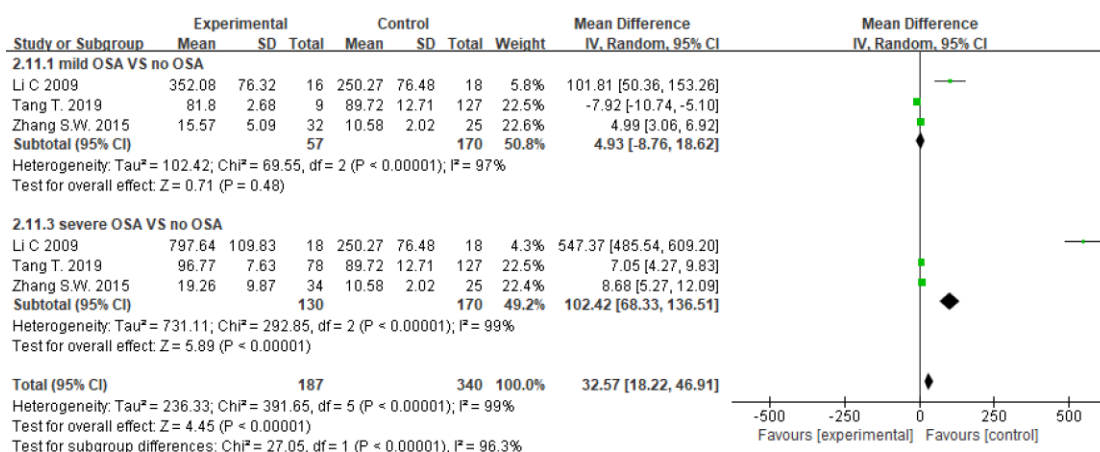 Experimental Control Mean Difference Mean Difference
Study or Subgroup Mean SD Total Mean SD Total Weight IV, Random, 95% CI IV, Random, 95% CI
2.11.1 mild OSA VS no OSA
Li C 2009 352.08 76.32 16 250.27 76.48 18 5.8% 101.81 [50.36, 153.26]
Tang T. 2019 81.8 2.68 9 89.72 12.71 127 22.5% -7.92 [-10.74, -5.10]
Zhang S.W. 2015 15.57 5.09 32 10.58 2.02 25 22.6% 4.99 [3.06, 6.92]
Subtotal (95% CI) 57 170 50.8% 4.93 [-8.76, 18.62]
Heterogeneity: Tau² = 102.42; Chi² = 69.55, df = 2 (P < 0.00001); I² = 97%
Test for overall effect: Z = 0.71 (P = 0.48)
2.11.3 severe OSA VS no OSA
Li C 2009 797.64 109.83 18 250.27 76.48 18 4.3% 547.37 [485.54, 609.20]
Tang T. 2019 96.77 7.63 78 89.72 12.71 127 22.5% 7.05 [4.27, 9.83]
Zhang S.W. 2015 19.26 9.87 34 10.58 2.02 25 22.4% 8.68 [5.27, 12.09]
Subtotal (95% CI) 130 170 49.2% 102.42 [68.33, 136.51]
Heterogeneity: Tau² = 731.11; Chi² = 292.85, df = 2 (P < 0.00001); I² = 99%
Test for overall effect: Z = 5.89 (P < 0.00001)
Total (95% CI) 187 340 100.0% 32.57 [18.22, 46.91]
Heterogeneity: Tau² = 236.33; Chi² = 391.65, df = 5 (P < 0.00001); I² = 99%
Test for overall effect: Z = 4.45 (P < 0.00001)
Test for subgroup differences: Chi² = 27.05, df = 1 (P < 0.00001), I² = 96.3%
-500 -250 0 250 500
Favours [experimental] Favours [control]